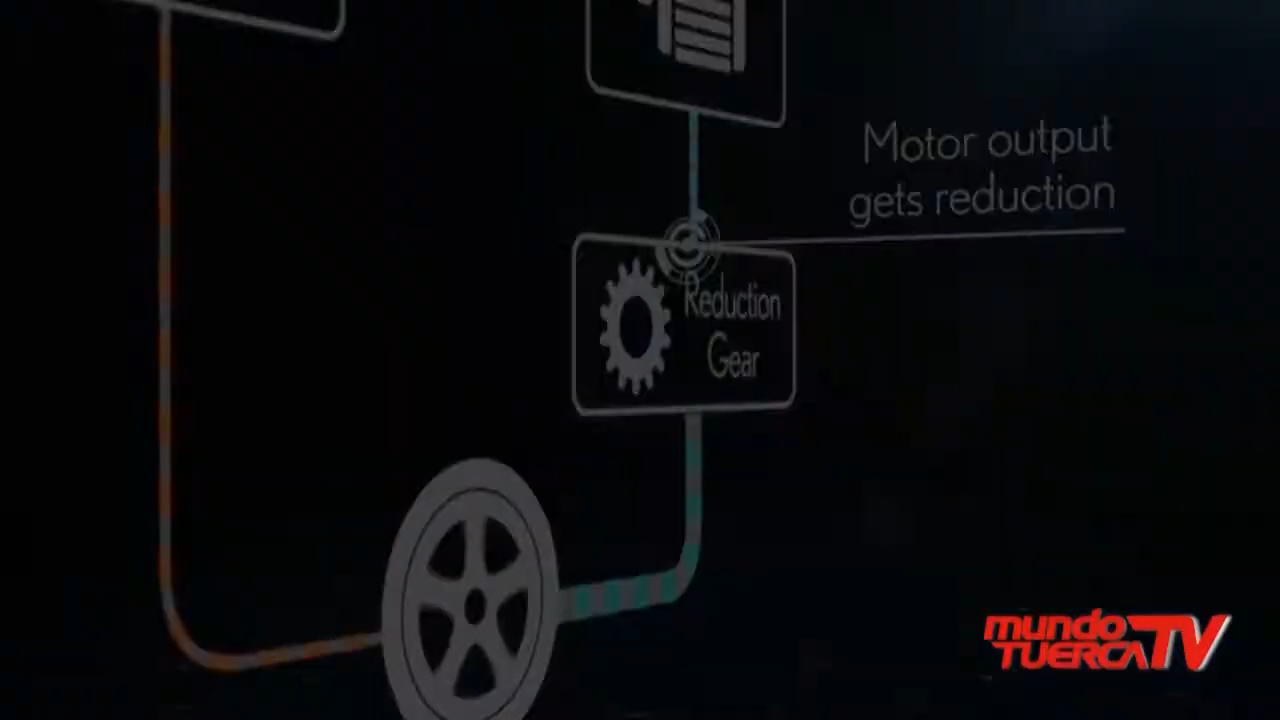 Motor output
gets reduction
Reduction
Gear
mundo
TUERCA TV